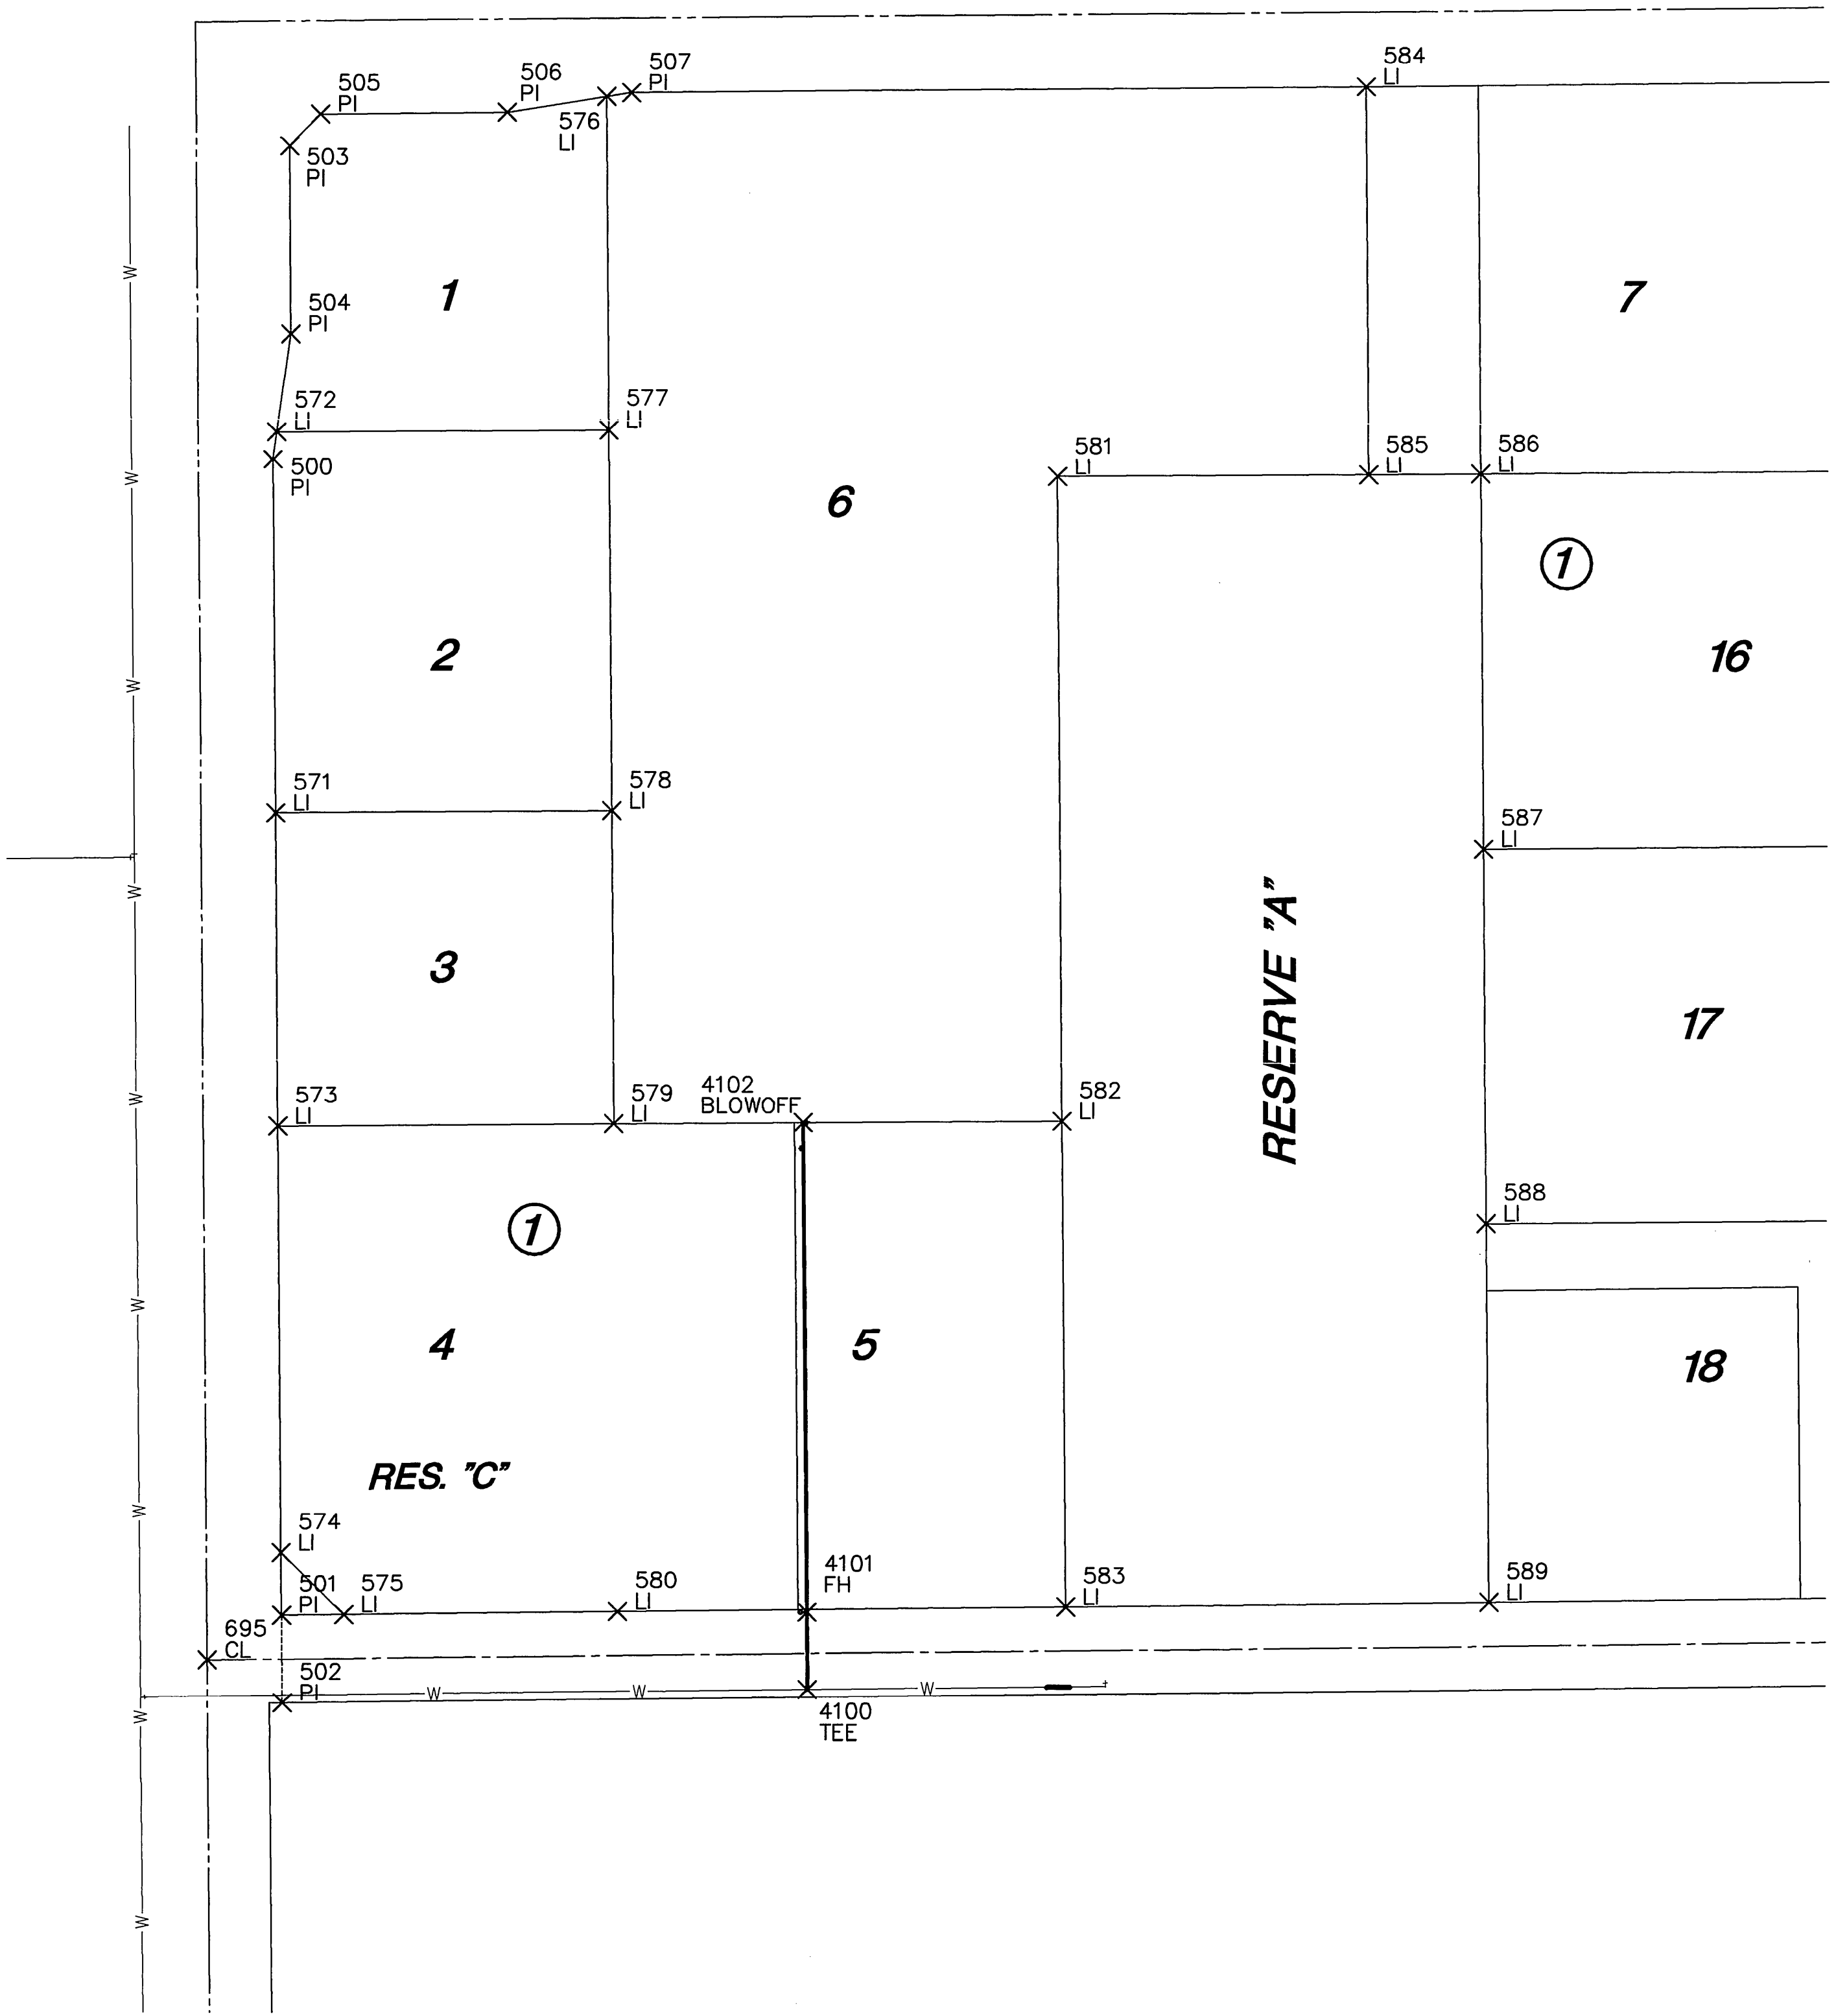 584
LI
507
PI
506
PI
505
PI
576
LI
503
PI
1
7
504
PI
572
LI
577
LI
500
PI
581
LI
585
LI
586
LI
6
1
2
16
571
LI
578
LI
587
LI
W
W
W
W
W
W
W
W
W
RESERVE "A"
3
17
4102
BLOWOFF
573
LI
579
LI
582
LI
588
LI
1
4
5
18
RES. "C"
574
LI
501
PI
575
LI
580
LI
4101
FH
583
LI
589
LI
695
CL
502
PI
W
W
W
4100
TEE